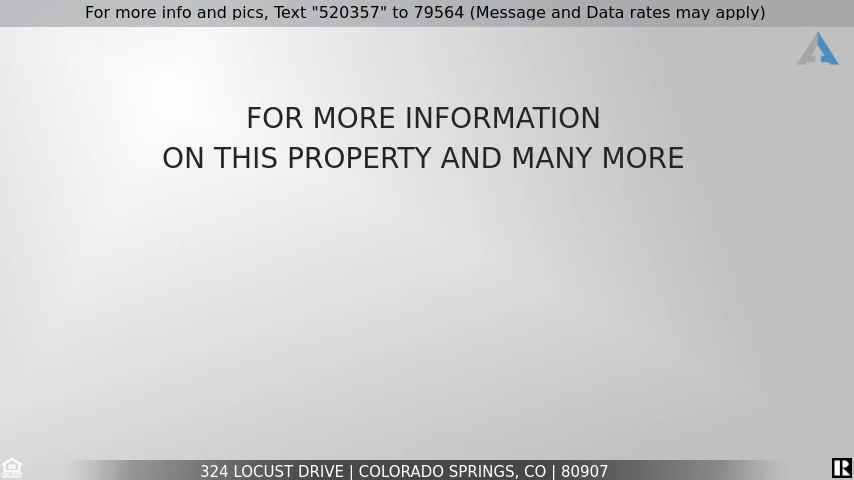 For more info and pics, Text "520357" to 79564 (Message and Data rates may apply)
FOR MORE INFORMATION
ON THIS PROPERTY AND MANY MORE
324 LOCUST DRIVE | COLORADO SPRINGS, CO | 80907